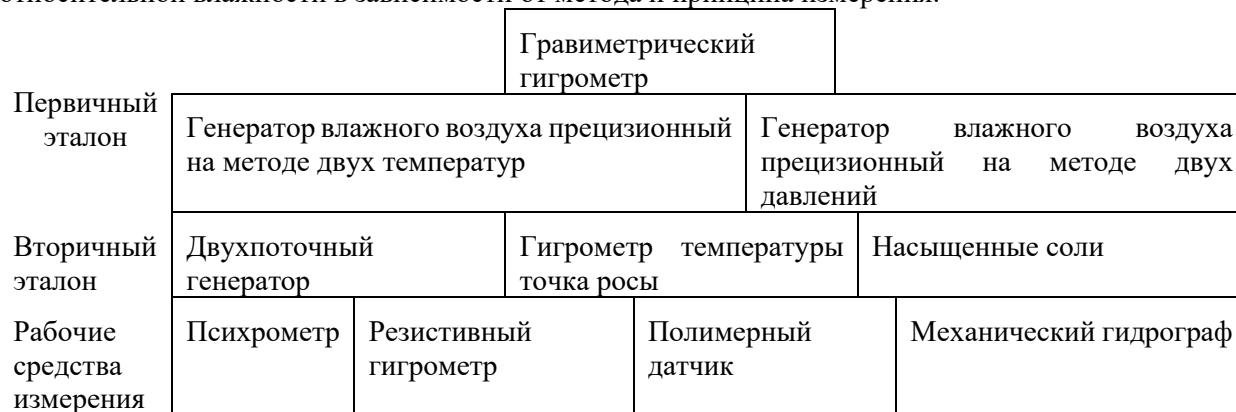 относительной влажности в зависимости от метода и принципа измерения.
Гравиметрический
гигрометр
Первичный
эталон
Генератор влажного воздуха прецизионный
на методе двух температур
Генератор влажного воздуха
прецизионный на методе двух
давлений
Вторичный
эталон
Двухпоточный
генератор
Гигрометр температуры
точка росы
Насыщенные соли
Рабочие
средства
измерения
Психрометр
Резистивный
гигрометр
Полимерный
датчик
Механический гидрограф